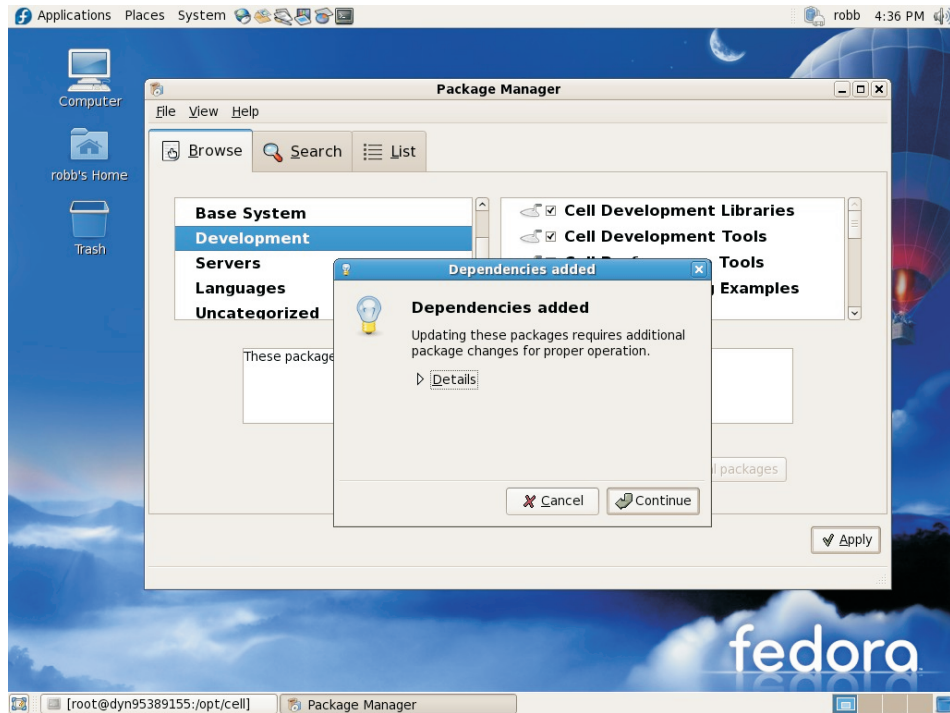 Applications Places System robb 4:36 PM
Computer
robb's Home
Trash
Package Manager
File View Help
Browse Search List
Base System
Development
Servers
Languages
Uncategorized
Cell Development Libraries
Cell Development Tools
Tools
Examples
These package
Dependencies added
Dependencies added
Updating these packages requires additional
package changes for proper operation.
Details
Cancel Continue
packages
Apply
fedora
[root@dyn95389155:/opt/cell] Package Manager